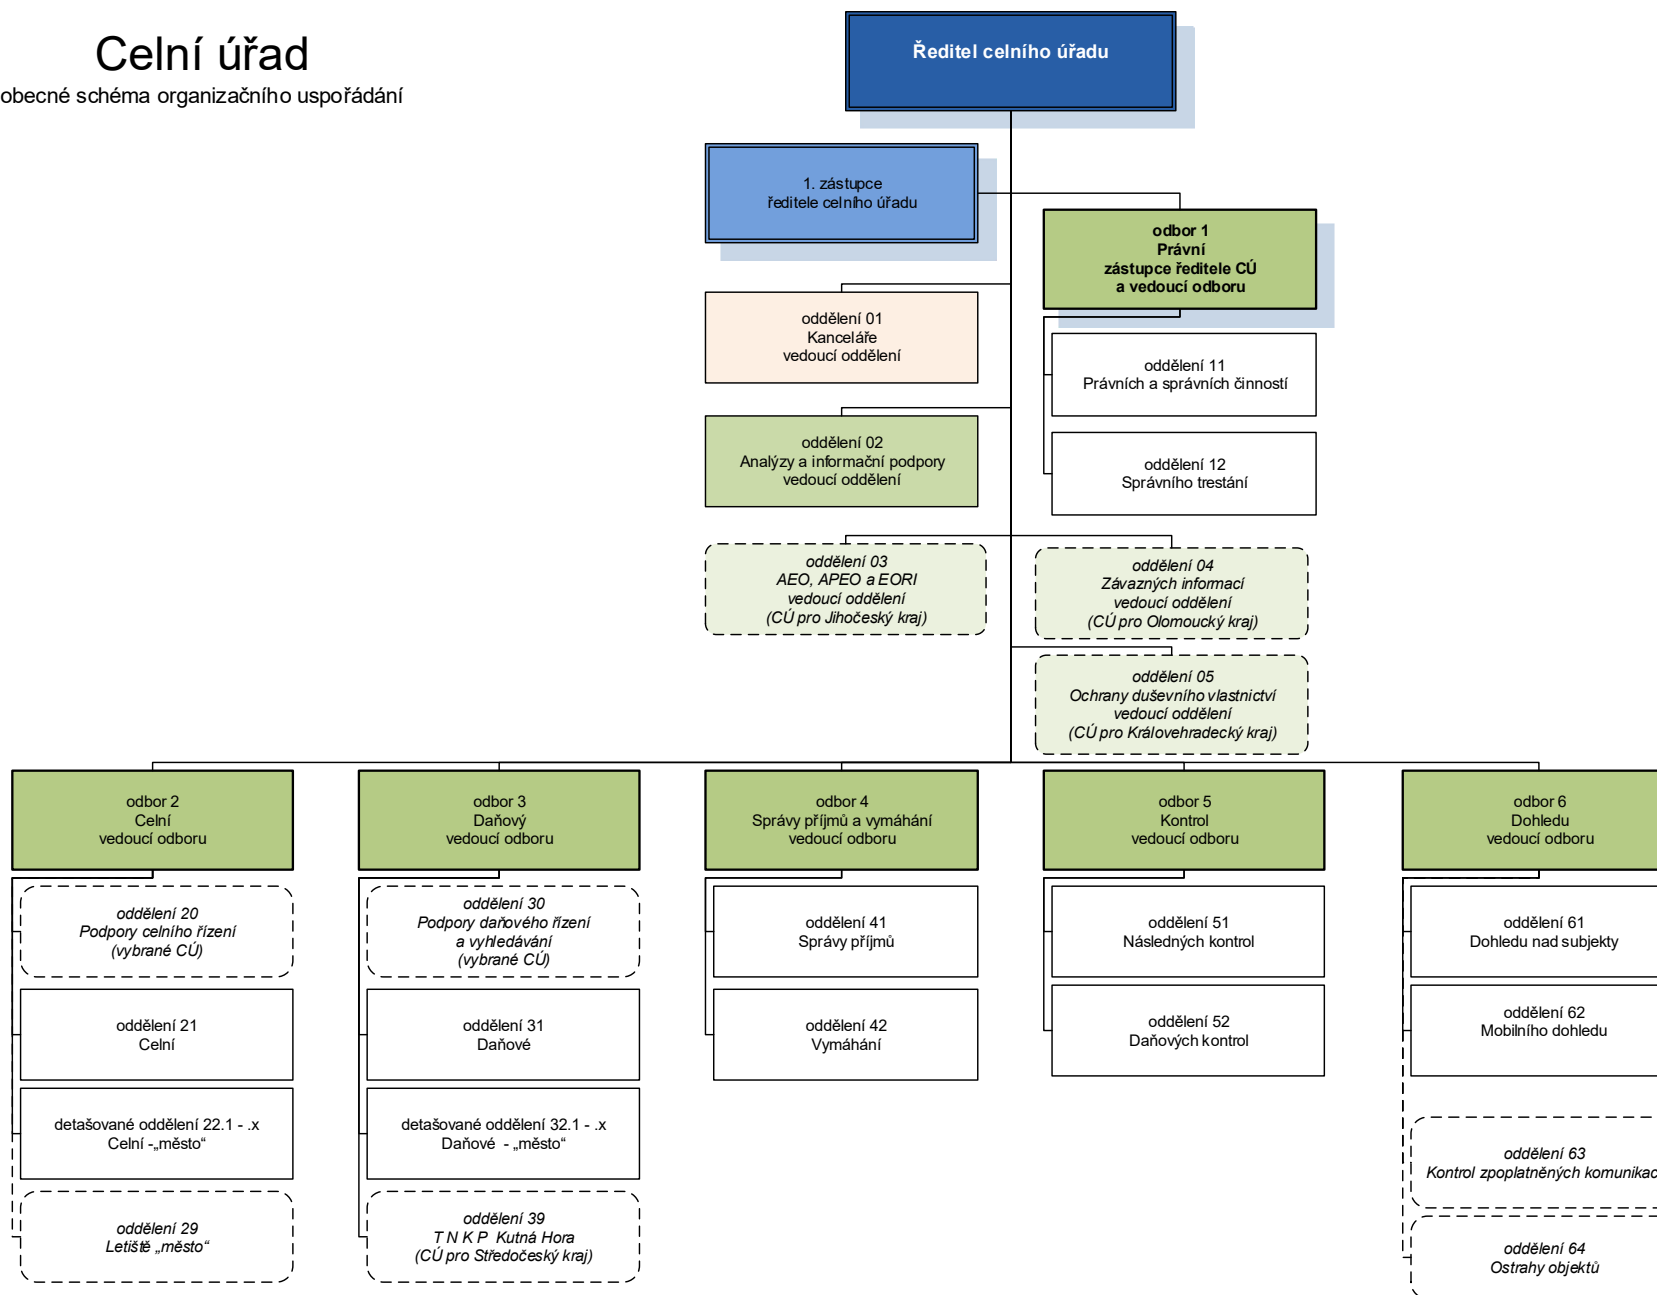 Celní úřad
obecné schéma organizačního uspořádání
Ředitel celního úřadu
1. zástupce
ředitele celního úřadu
odbor 1
Právní
zástupce ředitele CÚ
a vedoucí odboru
oddělení 01
Kanceláře
vedoucí oddělení
oddělení 11
Právních a správních činností
oddělení 02
Analýzy a informační podpory
vedoucí oddělení
oddělení 12
Správního trestání
oddělení 03
AEO, APEO a EORI
vedoucí oddělení
(CÚ pro Jihočeský kraj)
oddělení 04
Závazných informací
vedoucí oddělení
(CÚ pro Olomoucký kraj)
oddělení 05
Ochrany duševního vlastnictví
vedoucí oddělení
(CÚ pro Královehradecký kraj)
odbor 2
Celní
vedoucí odboru
odbor 3
Daňový
vedoucí odboru
odbor 4
Správy příjmů a vymáhání
vedoucí odboru
odbor 5
Kontrol
vedoucí odboru
odbor 6
Dohledu
vedoucí odboru
oddělení 20
Podpory celního řízení
(vybrané CÚ)
oddělení 30
Podpory daňového řízení
a vyhledávání
(vybrané CÚ)
oddělení 41
Správy příjmů
oddělení 51
Následných kontrol
oddělení 61
Dohledu nad subjekty
oddělení 21
Celní
oddělení 31
Daňové
oddělení 42
Vymáhání
oddělení 52
Daňových kontrol
oddělení 62
Mobilního dohledu
detašované oddělení 22.1 - .x
Celní -„město“
detašované oddělení 32.1 - .x
Daňové - „město“
oddělení 63
Kontrol zpoplatněných komunikac
oddělení 29
Letiště „město“
oddělení 39
T N K P Kutná Hora
(CÚ pro Středočeský kraj)
oddělení 64
Ostrahy objektů